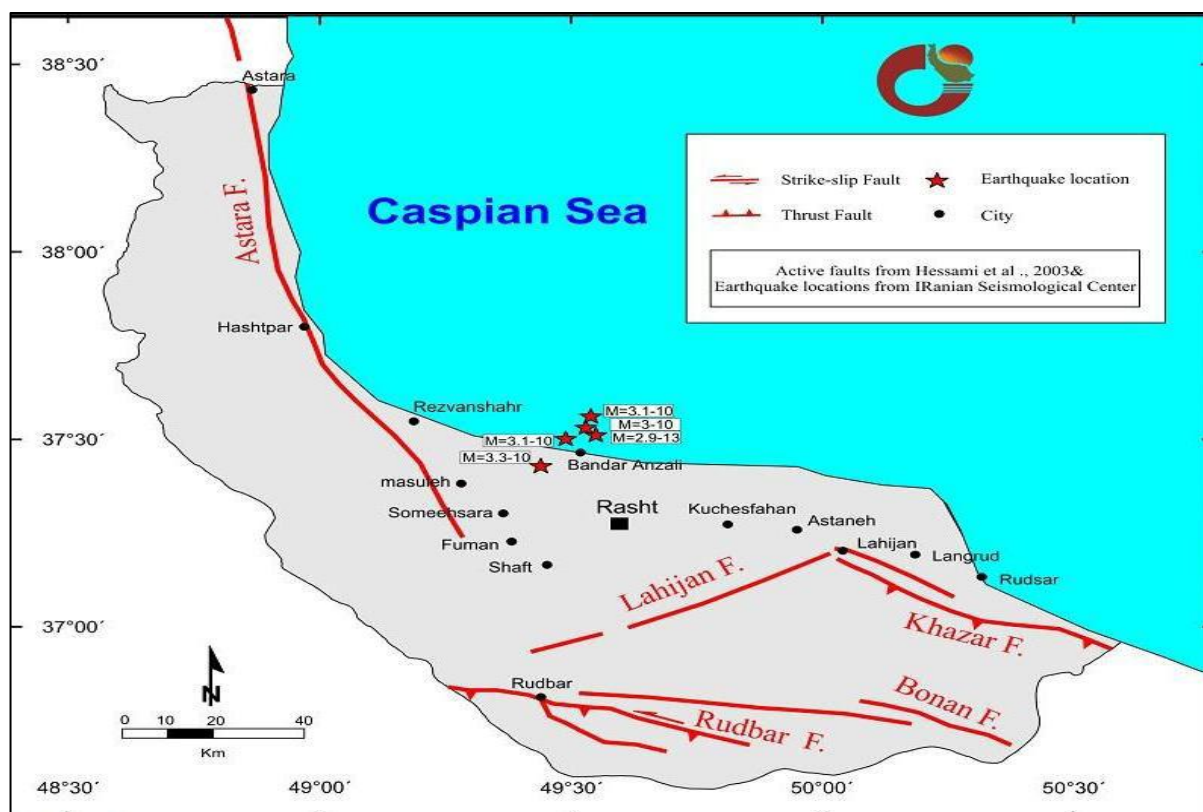 38°30´
Astara
Astara F.
Caspian Sea
Strike-slip Fault
Earthquake location
Thrust Fault
City
Active faults from Hessami et al ., 2003&
Earthquake locations from IRanian Seismological Center
38°00´
Hashtpar
Rezvanshahr
M=3.1-10
M=3-10
M=2.9-13
M=3.1-10
37°30´
M=3.3-10
Bandar Anzali
masuleh
Someehsara
Rasht
Kuchesfahan
Astaneh
Fuman
Lahijan
Langrud
Shaft
Rudsar
Lahijan F.
37°00´
Khazar F.
N
Rudbar
Bonan F.
Rudbar F.
0 10 20 40
Km
48°30´ 49°00´ 49°30´ 50°00´ 50°30´